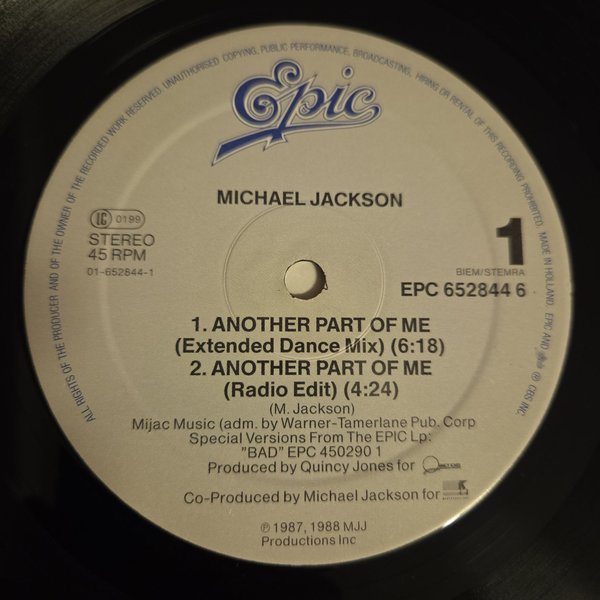 Epic
ALL RIGHTS OF THE PRODUCER AND OF THE OWNER OF THE RECORDED WORK RESERVED. UNAUTHORISED COPYING, PUBLIC PERFORMANCE, BROADCASTING, HIRING OR RENTAL OF THIS RECORDING PROHIBITED. MADE IN HOLLAND. EPIC AND Epic ℗ CBS INC.
MICHAEL JACKSON
LC 0199
STEREO
45 RPM
01-652844-1
1
BIEM/STEMRA
EPC 652844 6
1. ANOTHER PART OF ME
(Extended Dance Mix) (6:18)
2. ANOTHER PART OF ME
(Radio Edit) (4:24)
(M. Jackson)
Mijac Music (adm. by Warner-Tamerlane Pub. Corp
Special Versions From The EPIC Lp:
"BAD" EPC 450290 1
Produced by Quincy Jones for
Co-Produced by Michael Jackson for
℗ 1987, 1988 MJJ
Productions Inc